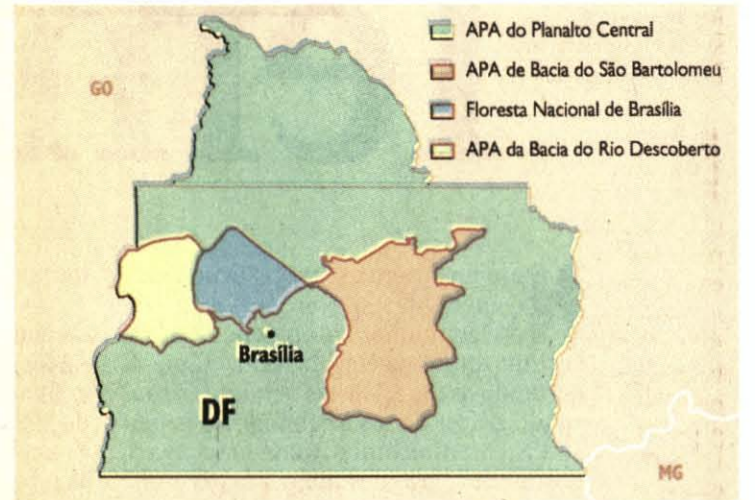 APA do Planalto Central
APA de Bacia do São Bartolomeu
Floresta Nacional de Brasília
APA da Bacia do Rio Descoberto
GO
Brasília
DF
MG